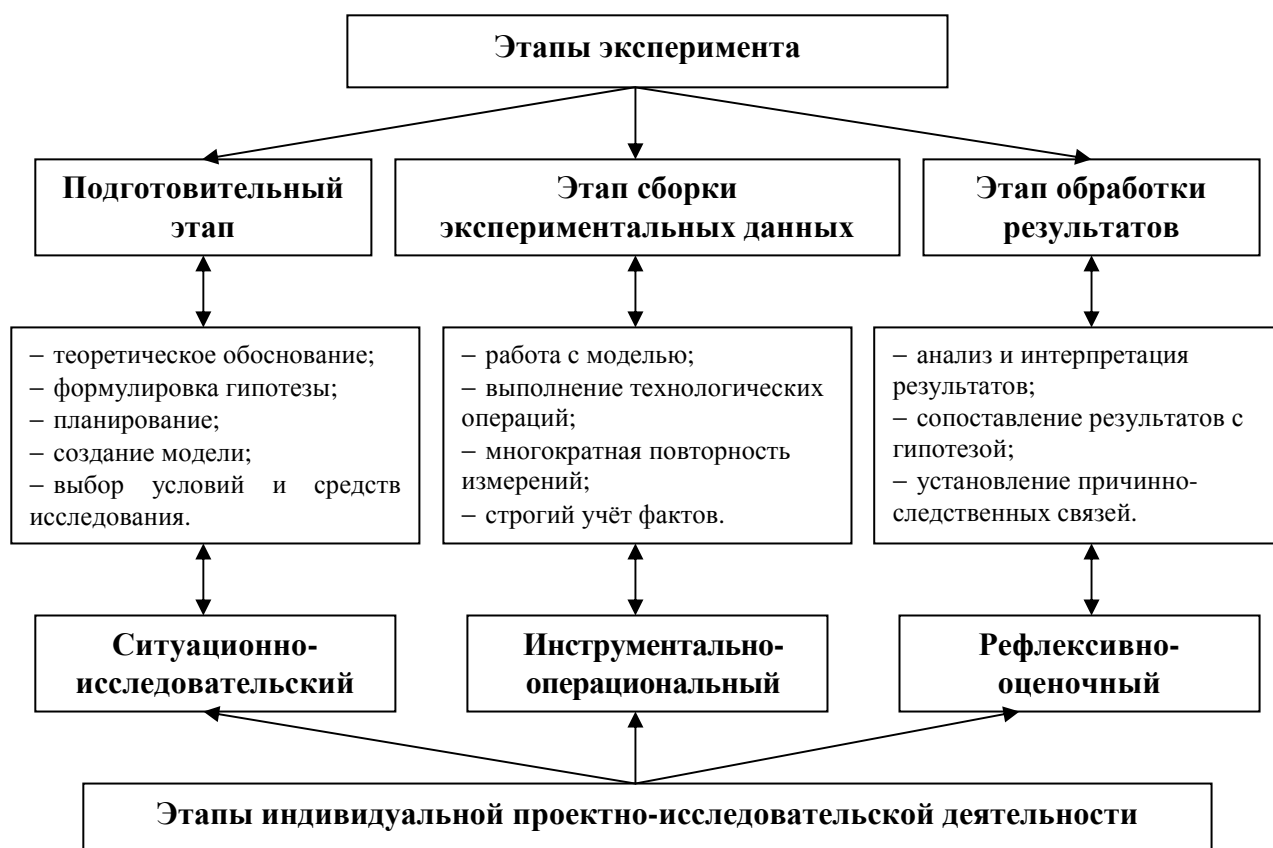 Этапы эксперимента
Подготовительный
этап
Этап сборки
экспериментальных данных
Этап обработки
результатов
– теоретическое обоснование;
– формулировка гипотезы;
– планирование;
– создание модели;
– выбор условий и средств
исследования.
– работа с моделью;
– выполнение технологических
операций;
– многократная повторность
измерений;
– строгий учёт фактов.
– анализ и интерпретация
результатов;
– сопоставление результатов с
гипотезой;
– установление причинно-
следственных связей.
Ситуационно-
исследовательский
Инструментально-
операциональный
Рефлексивно-
оценочный
Этапы индивидуальной проектно-исследовательской деятельности